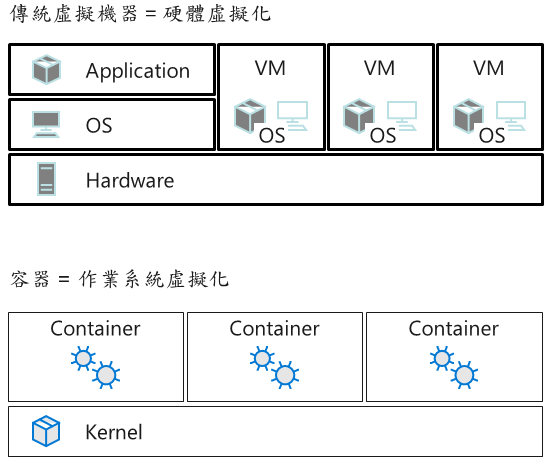 傳統虛擬機器 = 硬體虛擬化
Application
VM
VM
VM
OS
OS
OS
OS
Hardware
容器 = 作業系統虛擬化
Container
Container
Container
Kernel